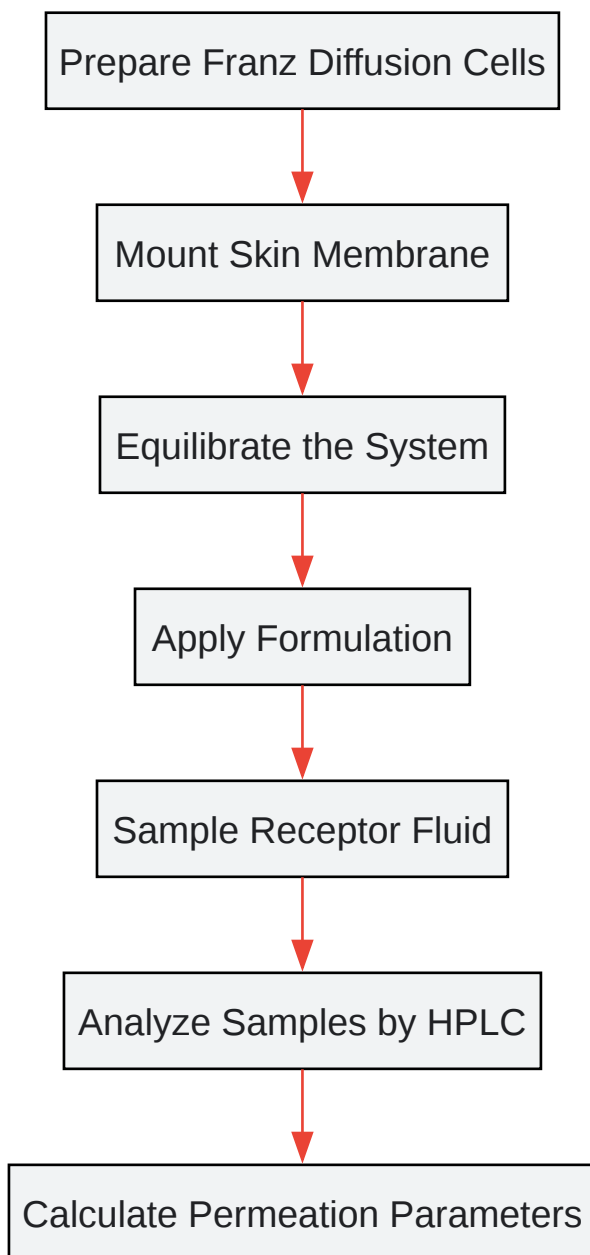 Prepare Franz Diffusion Cells
Mount Skin Membrane
Equilibrate the System
Apply Formulation
Sample Receptor Fluid
Analyze Samples by HPLC
Calculate Permeation Parameters